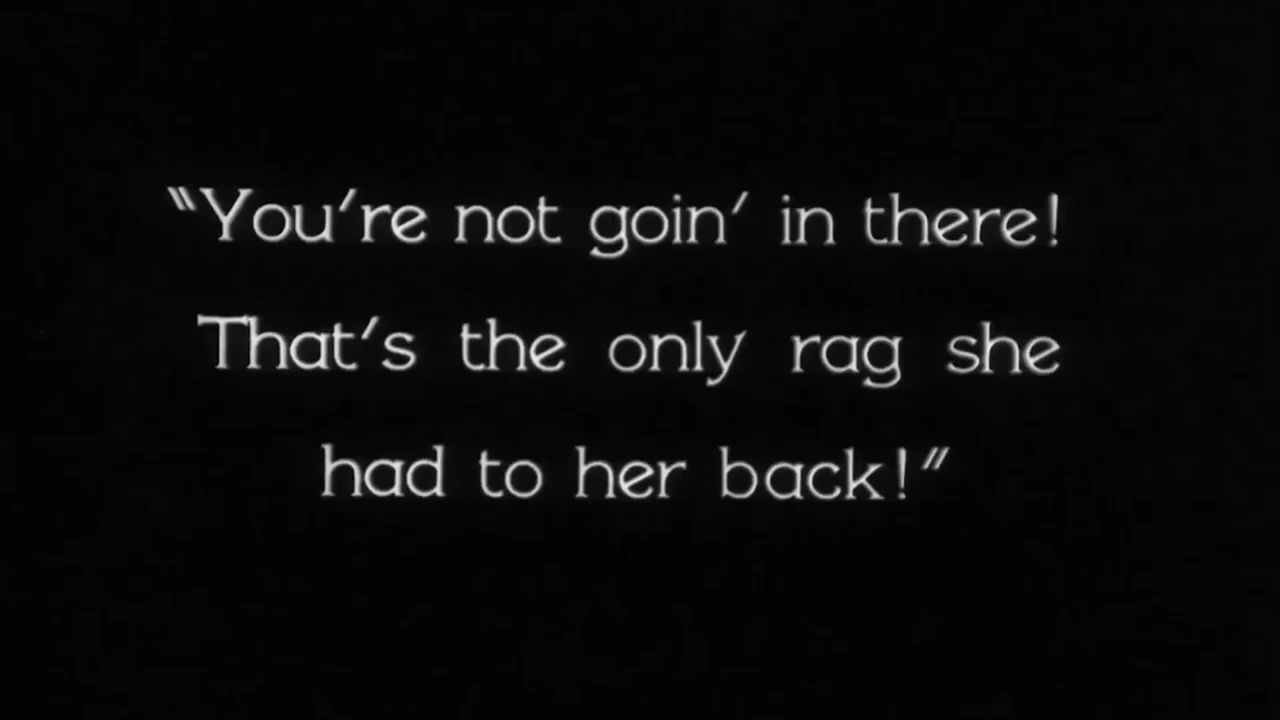 "You're not goin' in there!
That's the only rag she
had to her back!"